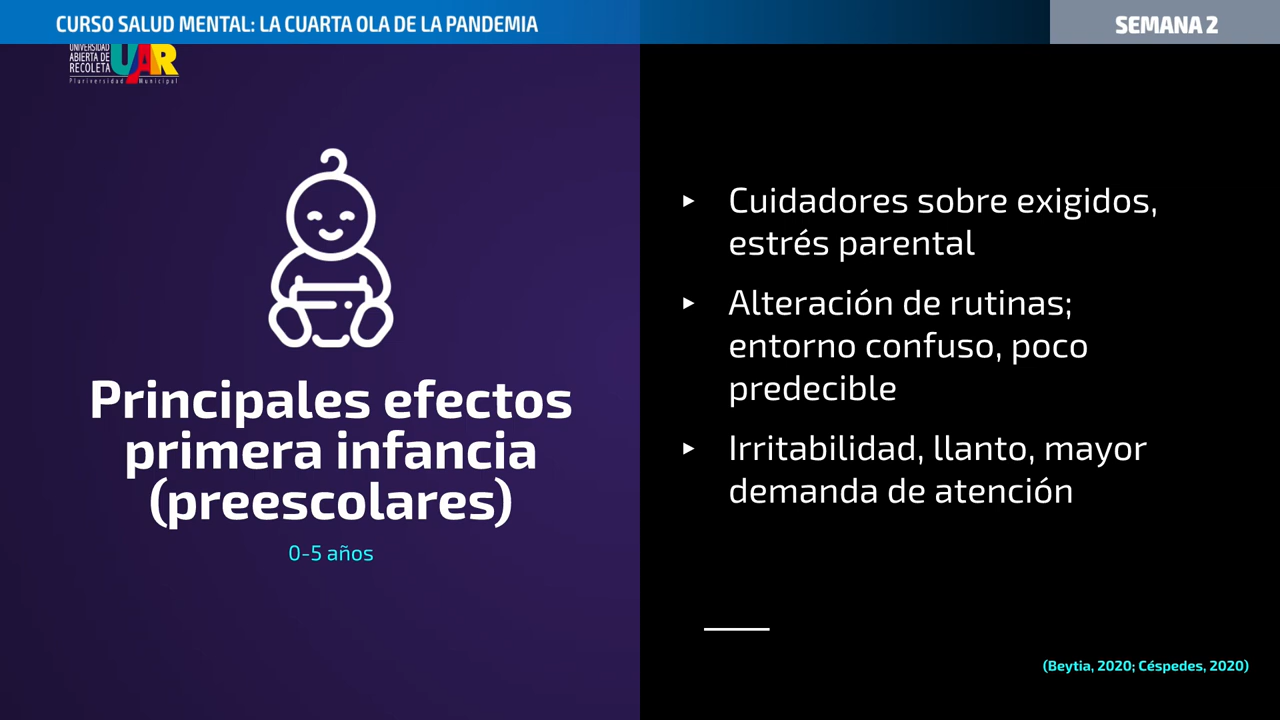 CURSO SALUD MENTAL: LA CUARTA OLA DE LA PANDEMIA
SEMANA 2
UNIVERSIDAD
ABIERTA DE
RECOLETA
UAR
Pluriversidad Municipal
Principales efectos
primera infancia
(preescolares)
0-5 años
Cuidadores sobre exigidos,
estrés parental
Alteración de rutinas;
entorno confuso, poco
predecible
Irritabilidad, llanto, mayor
demanda de atención
(Beytia, 2020; Céspedes, 2020)